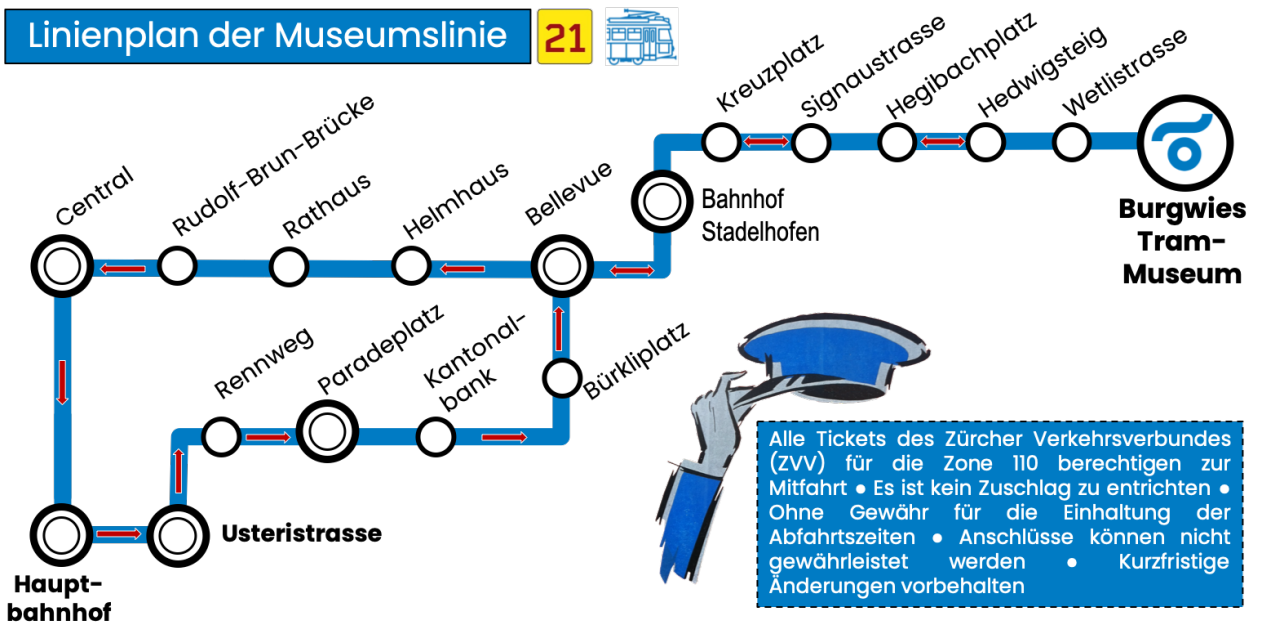 Linienplan der Museumslinie 21
Kreuzplatz
Signaustrasse
Hegibachplatz
Hedwigsteig
Wetlistrasse
Burgwies
Tram-
Museum
Bahnhof
Stadelhofen
Central
Rudolf-Brun-Brücke
Rathaus
Helmhaus
Bellevue
Rennweg
Paradeplatz
Kantonal-
bank
Bürkliplatz
Usteristrasse
Haupt-
bahnhof
Alle Tickets des Zürcher Verkehrsverbundes
(ZVV) für die Zone 110 berechtigen zur
Mitfahrt ● Es ist kein Zuschlag zu entrichten ●
Ohne Gewähr für die Einhaltung der
Abfahrtszeiten ● Anschlüsse können nicht
gewährleistet werden ● Kurzfristige
Änderungen vorbehalten